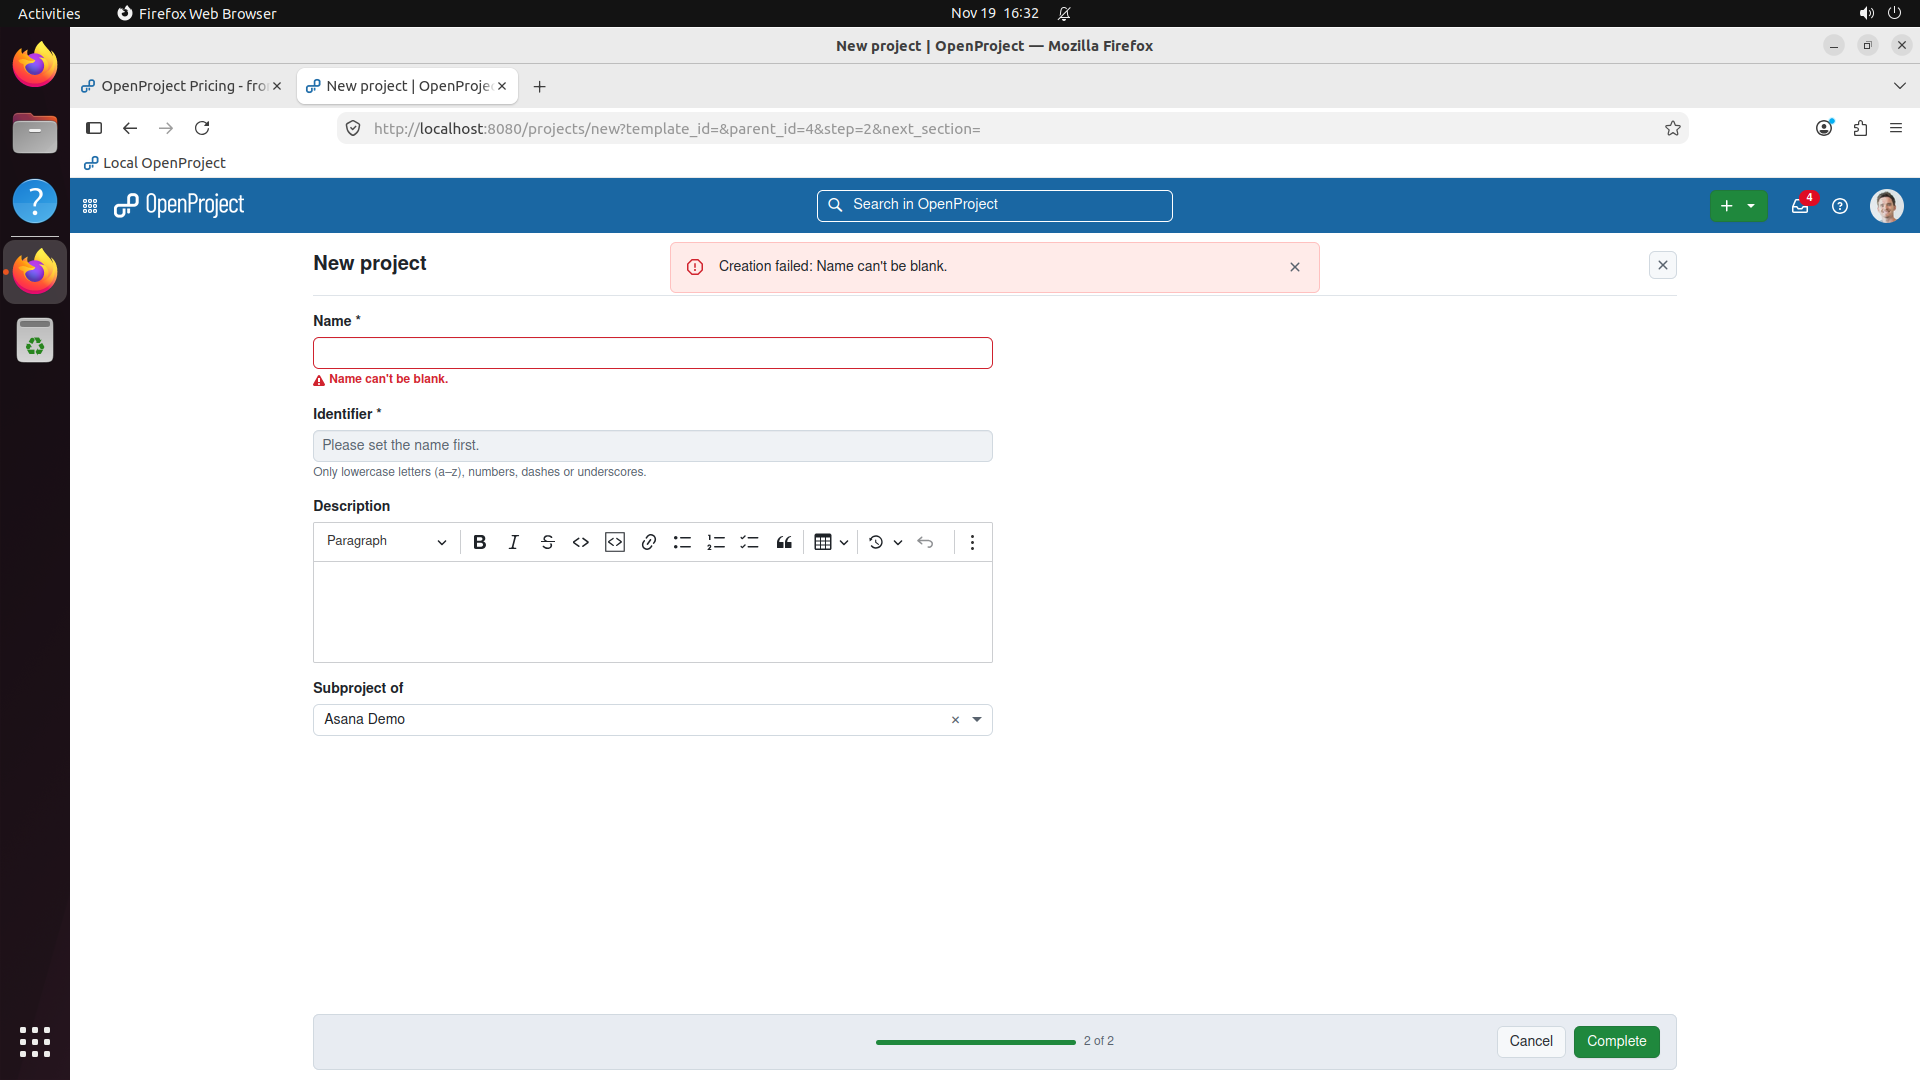 Activities
Firefox Web Browser
Nov 19 16:32
New project | OpenProject — Mozilla Firefox
OpenProject Pricing - fro
New project | OpenProje
http://localhost:8080/projects/new?template_id=&parent_id=4&step=2&next_section=
Local OpenProject
OpenProject
Search in OpenProject
4
New project
Creation failed: Name can't be blank.
Name *
Name can't be blank.
Identifier *
Please set the name first.
Only lowercase letters (a–z), numbers, dashes or underscores.
Description
Paragraph
Subproject of
Asana Demo
2 of 2
Cancel
Complete